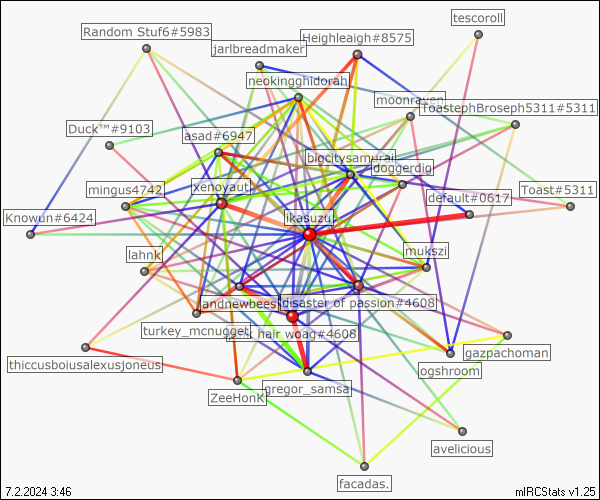 tescoroll
Random Stuf6#5983
Heighleigh#8575
jarlbreadmaker
neokingghidorah
moonraven
ToastephBroseph5311#5311
Duck™#9103
asad#6947
bigcitysamurai
doggerdig
mingus4742
xenoyauti
default#0617
Toast#5311
Knowun#6424
ikasuzu
lahnk
mukszi
andnewbees
disaster of passion#4608
turkey_mcnugget
hair woag#4608
gazpachoman
thiccusboiusalexusjoneus
ogshroom
gregor_samsa
ZeeHonK
avelicious
facadas.
7.2.2024 3:46
mIRCStats v1.25